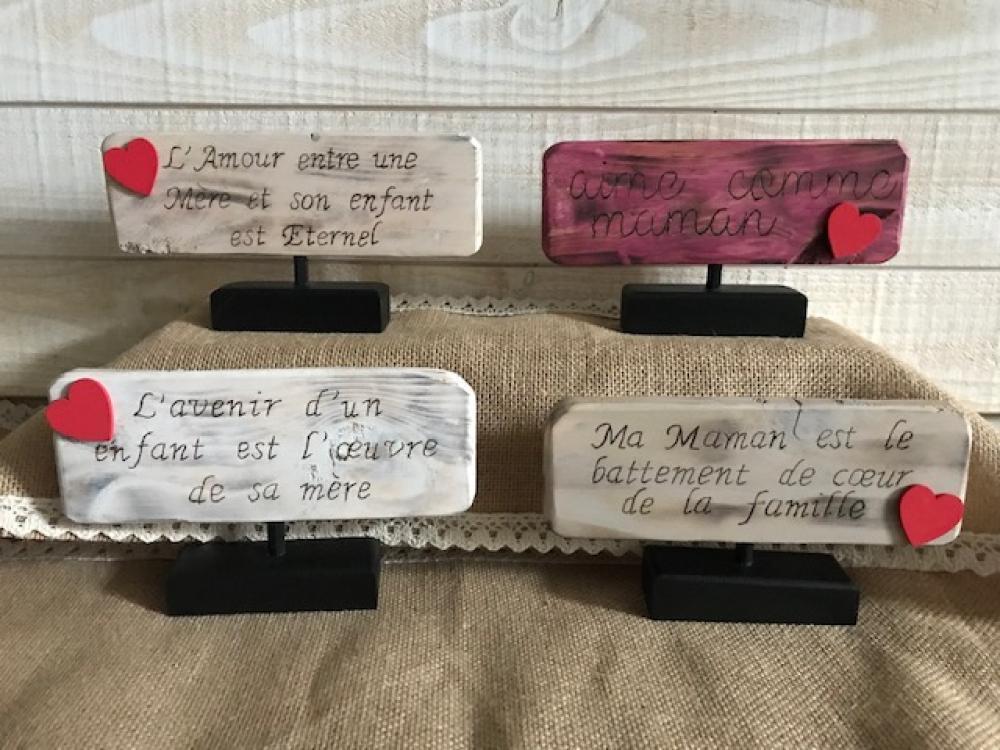 L'Amour entre une
Mère et son enfant
est Eternel
aime comme
maman
L'avenir d'un
enfant est l'œuvre
de sa mère
Ma Maman est le
battement de cœur
de la famille